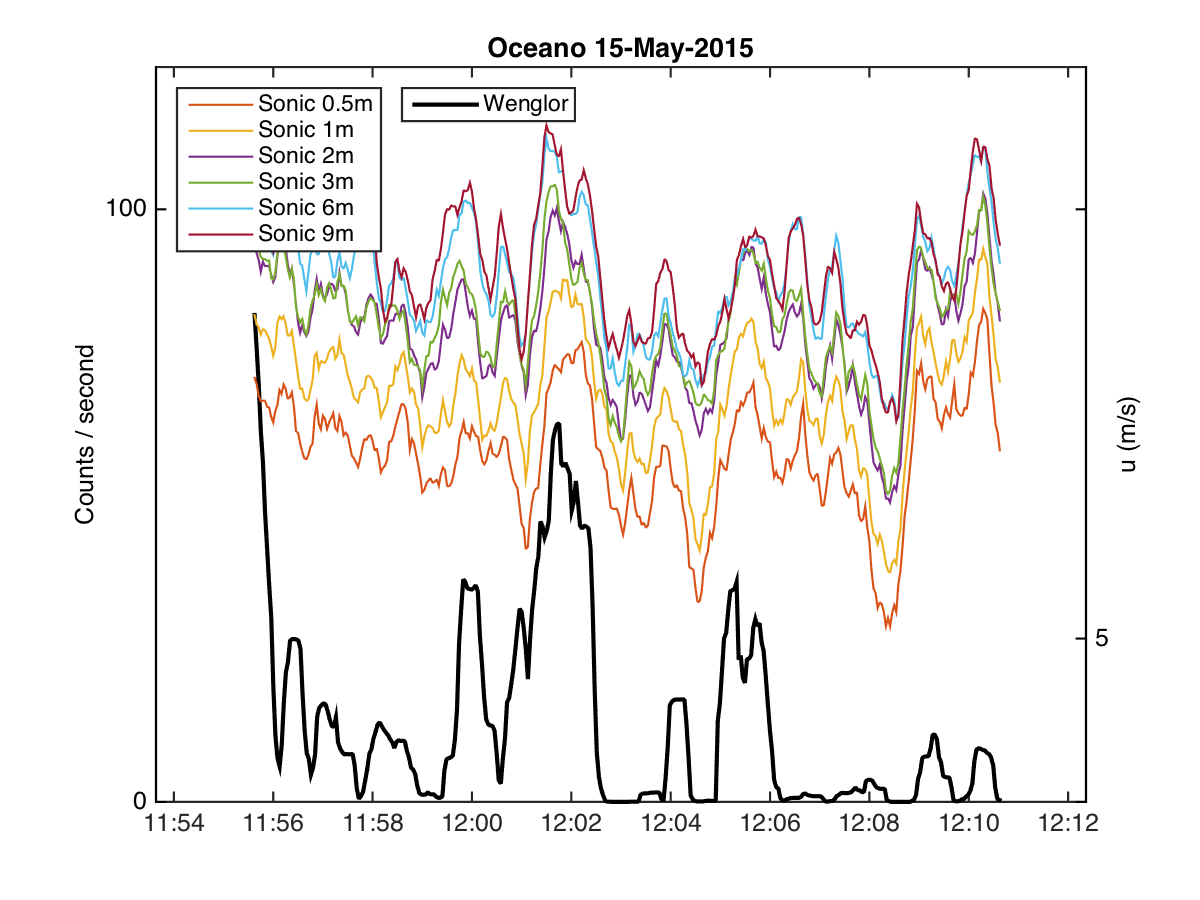 Oceano 15-May-2015
Sonic 0.5m
Sonic 1m
Sonic 2m
Sonic 3m
Sonic 6m
Sonic 9m
Wenglor
100
0
Counts / second
5
u (m/s)
11:54 11:56 11:58 12:00 12:02 12:04 12:06 12:08 12:10 12:12